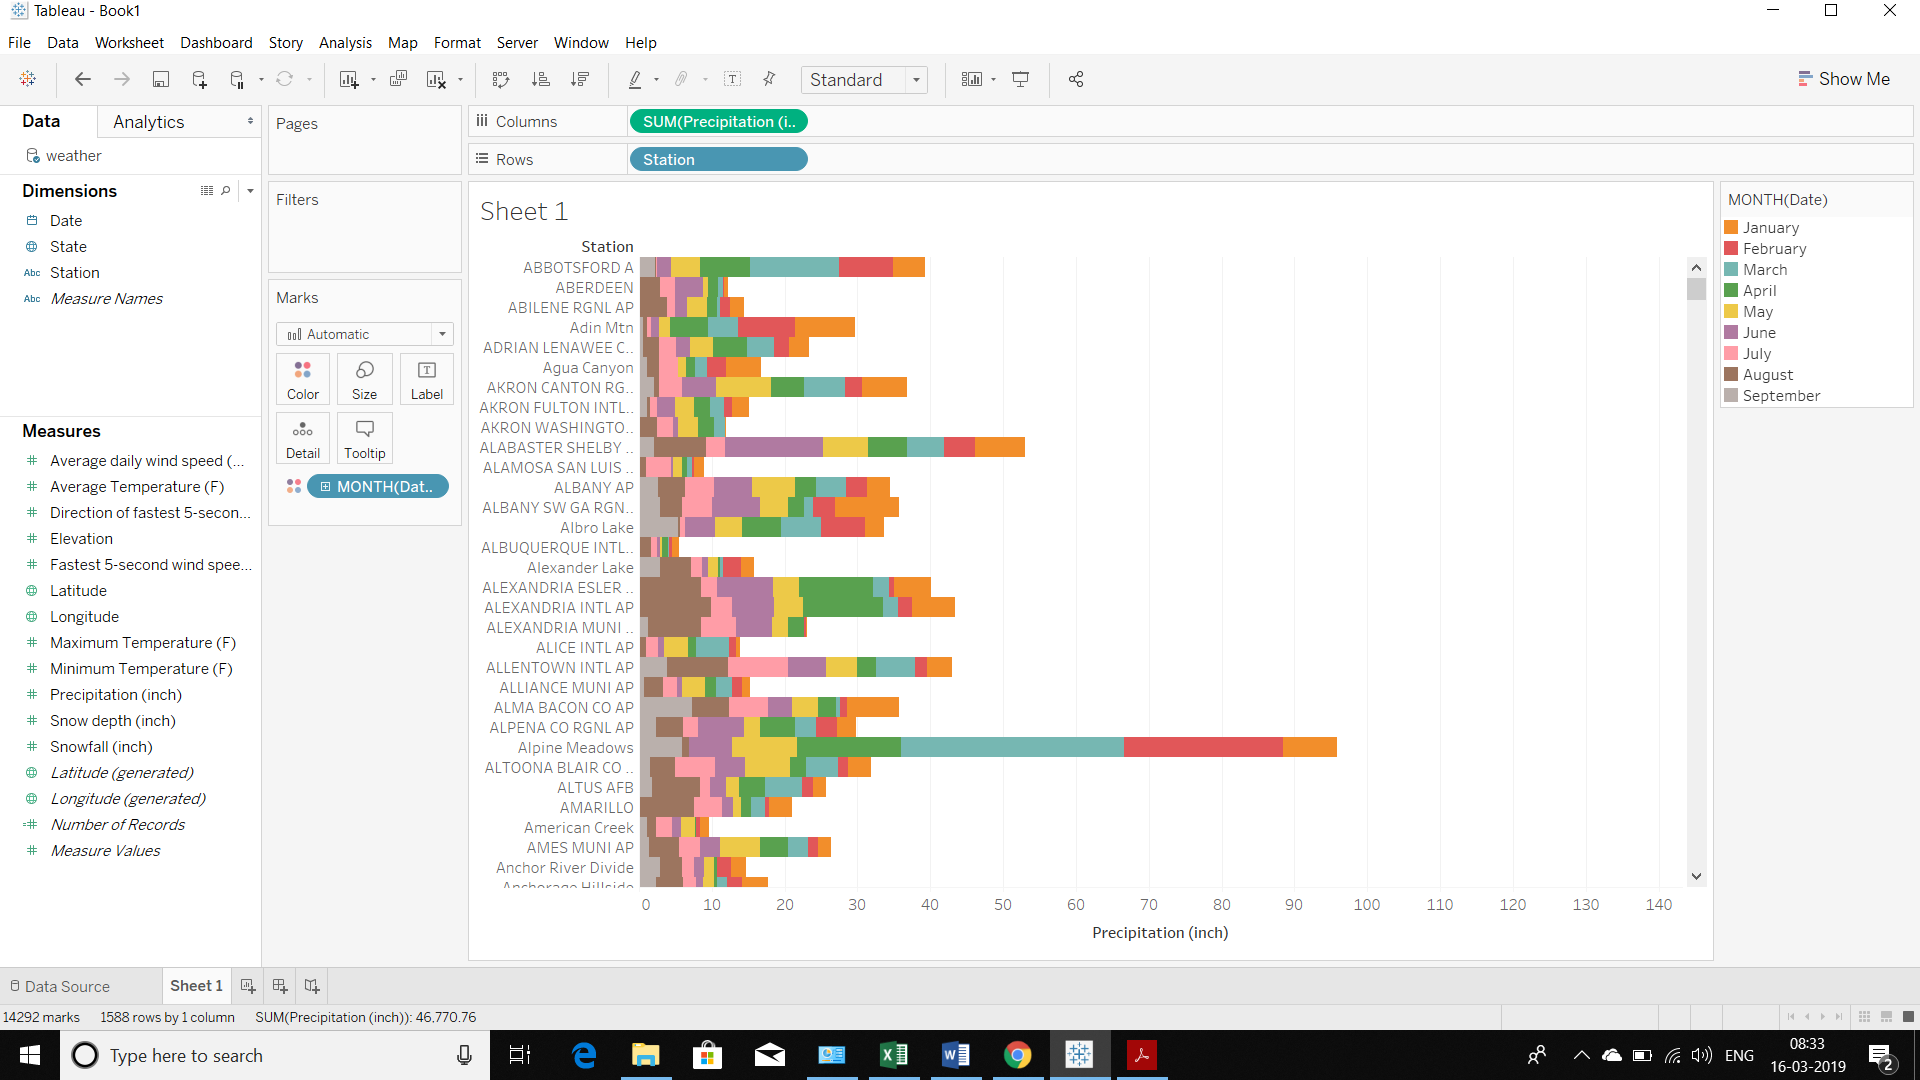 Tableau - Book1
File Data Worksheet Dashboard Story Analysis Map Format Server Window Help
Standard
Show Me
Data Analytics
weather
Dimensions
Date
State
Abc Station
Abc Measure Names
Measures
Average daily wind speed (...
Average Temperature (F)
Direction of fastest 5-secon...
Elevation
Fastest 5-second wind spee...
Latitude
Longitude
Maximum Temperature (F)
Minimum Temperature (F)
Precipitation (inch)
Snow depth (inch)
Snowfall (inch)
Latitude (generated)
Longitude (generated)
Number of Records
Measure Values
Pages
Filters
Marks
Automatic
Color Size Label
Detail Tooltip
MONTH(Dat..
Columns SUM(Precipitation (i..
Rows Station
Sheet 1
Station
ABBOTSFORD A
ABERDEEN
ABILENE RGNL AP
Adin Mtn
ADRIAN LENAWEE C..
Agua Canyon
AKRON CANTON RG..
AKRON FULTON INTL..
AKRON WASHINGTO..
ALABASTER SHELBY ..
ALAMOSA SAN LUIS ..
ALBANY AP
ALBANY SW GA RGN..
Albro Lake
ALBUQUERQUE INTL..
Alexander Lake
ALEXANDRIA ESLER ..
ALEXANDRIA INTL AP
ALEXANDRIA MUNI ..
ALICE INTL AP
ALLENTOWN INTL AP
ALLIANCE MUNI AP
ALMA BACON CO AP
ALPENA CO RGNL AP
Alpine Meadows
ALTOONA BLAIR CO ..
ALTUS AFB
AMARILLO
American Creek
AMES MUNI AP
Anchor River Divide
Anchorage Hillside
0 10 20 30 40 50 60 70 80 90 100 110 120 130 140
Precipitation (inch)
MONTH(Date)
January
February
March
April
May
June
July
August
September
Data Source Sheet 1
14292 marks 1588 rows by 1 column SUM(Precipitation (inch)): 46,770.76
Type here to search
ENG
08:33
16-03-2019
2